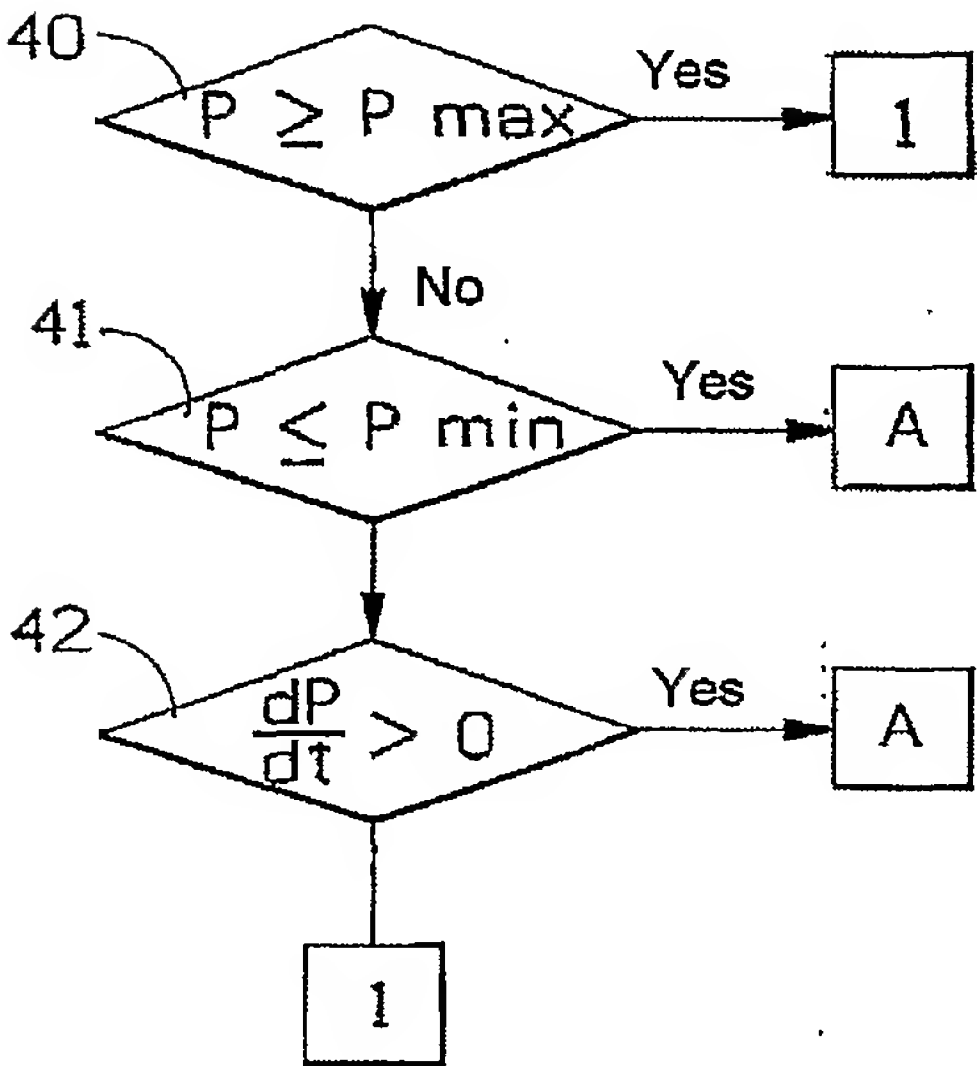 40
P ≥ P max
Yes
1
No
41
P ≤ P min
Yes
A
42
dP
dt
> 0
Yes
A
1